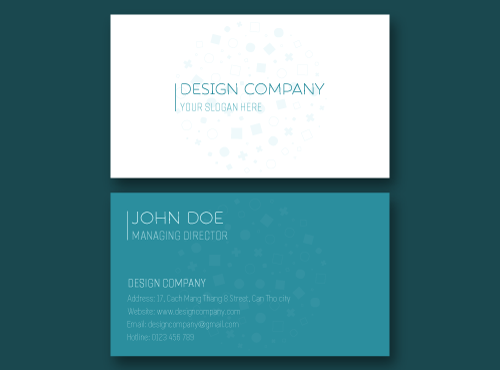 DESIGN COMPANY
YOUR SLOGAN HERE
JOHN DOE
MANAGING DIRECTOR
DESIGN COMPANY
Address: 17, Cach Mang Thang 8 Street, Can Tho city
Website: www.designcompany.com
Email: designcompany@gmail.com
Hotline: 0123 456 789